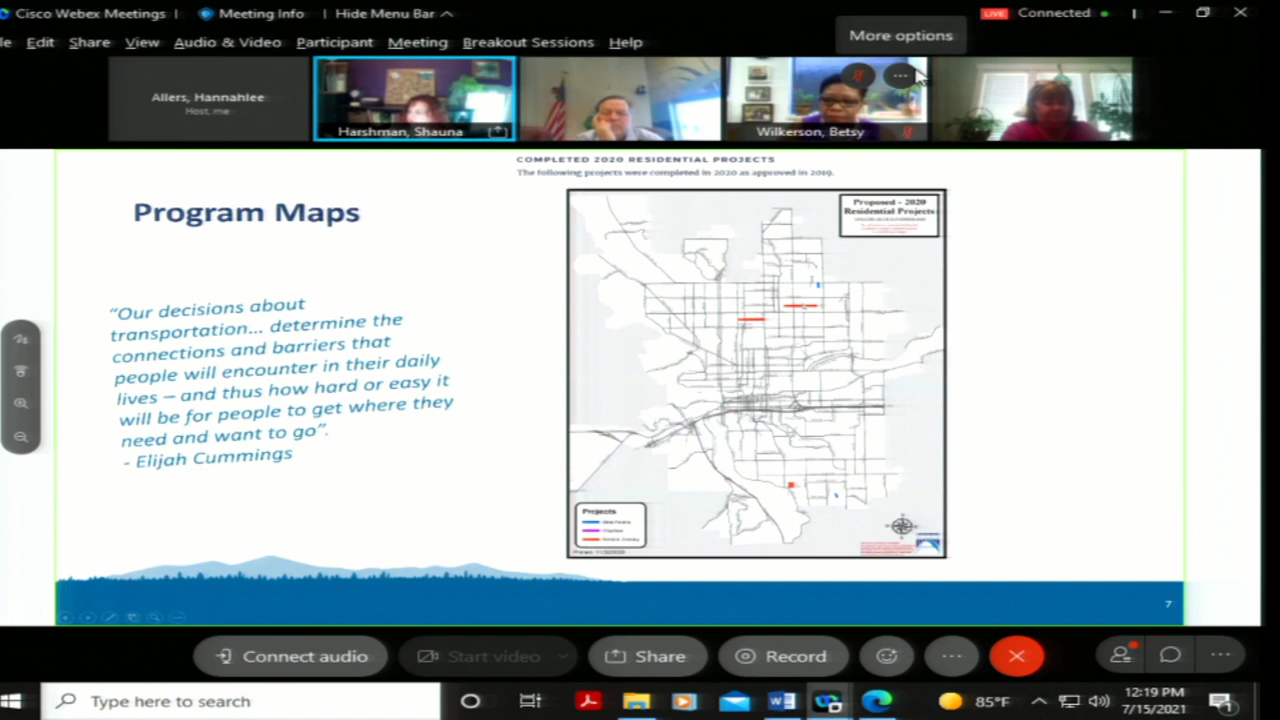 Cisco Webex Meetings
Meeting Info
Hide Menu Bar
LIVE
Connected
le Edit Share View Audio & Video Participant Meeting Breakout Sessions Help
More options
Allers, Hannahlee
Host, me
Harshman, Shauna
Wilkerson, Betsy
COMPLETED 2020 RESIDENTIAL PROJECTS
The following projects were completed in 2020 as approved in 2019.
Program Maps
Proposed - 2020
Residential Projects
“Our decisions about
transportation... determine the
connections and barriers that
people will encounter in their daily
lives – and thus how hard or easy it
will be for people to get where they
need and want to go”.
- Elijah Cummings
Projects
7
Connect audio
Start video
Share
Record
Type here to search
85°F
12:19 PM
7/15/2021
1